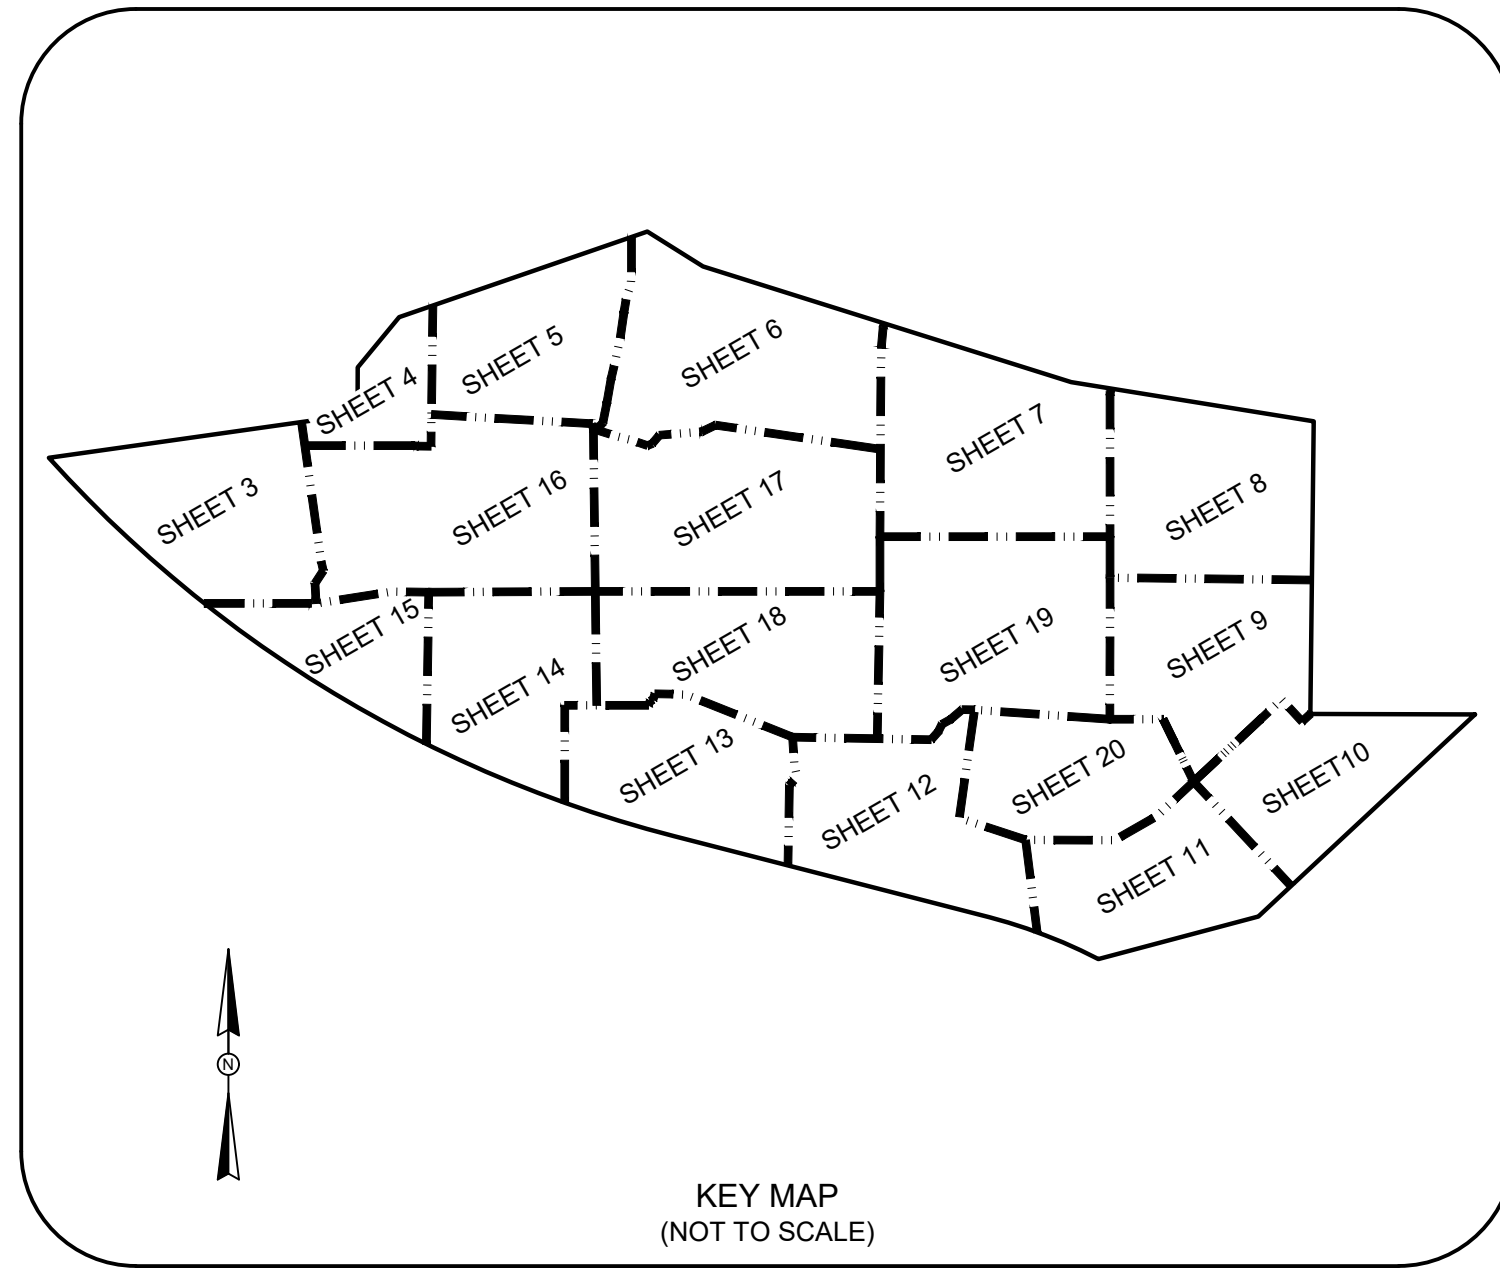 SHEET 6
SHEET 5
SHEET 4
SHEET 7
SHEET 3
SHEET 16
SHEET 17
SHEET 8
SHEET 15
SHEET 14
SHEET 18
SHEET 19
SHEET 9
SHEET 13
SHEET 12
SHEET 20
SHEET10
SHEET 11
N
KEY MAP
(NOT TO SCALE)